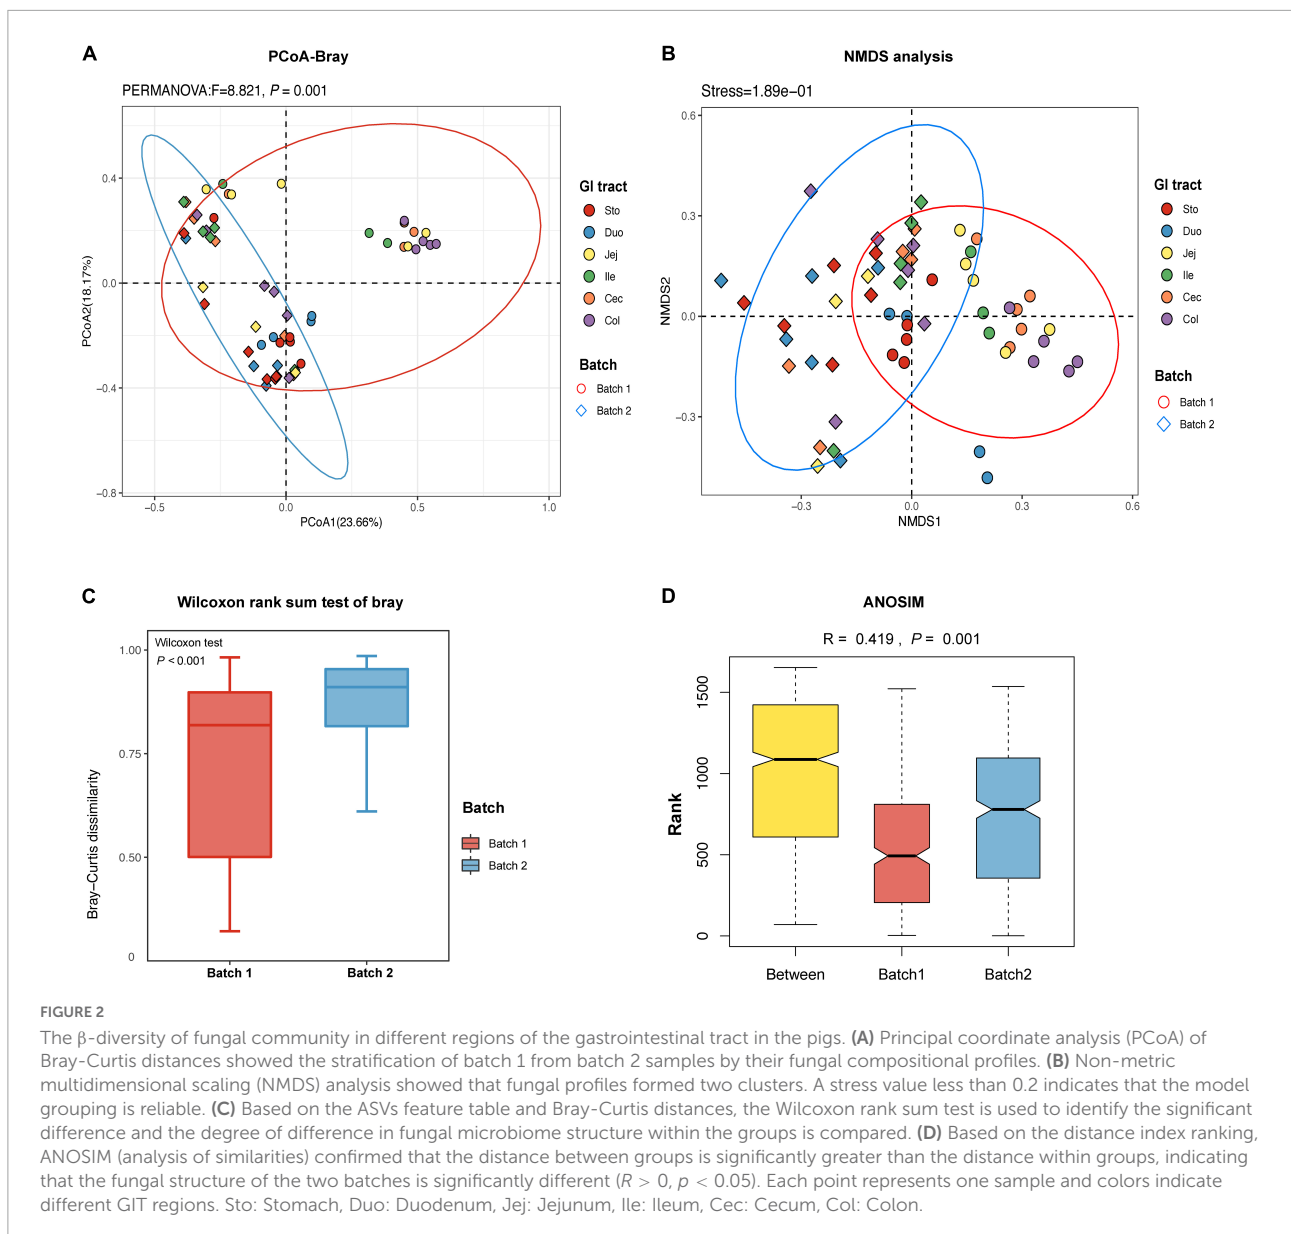 A
PCoA-Bray
PERMANOVA:F=8.821, P = 0.001
0.4
0.0
−0.4
−0.8
PCoA2(18.17%)
−0.5
0.0
0.5
1.0
PCoA1(23.66%)
GI tract
Sto
Duo
Jej
Ile
Cec
Col
Batch
Batch 1
Batch 2
B
NMDS analysis
Stress=1.89e−01
0.6
0.3
0.0
−0.3
NMDS2
−0.3
0.0
0.3
0.6
NMDS1
GI tract
Sto
Duo
Jej
Ile
Cec
Col
Batch
Batch 1
Batch 2
C
Wilcoxon rank sum test of bray
Wilcoxon test
P < 0.001
1.00
0.75
0.50
0
Bray−Curtis dissimilarity
Batch 1
Batch 2
Batch
Batch 1
Batch 2
D
ANOSIM
R = 0.419 , P = 0.001
1500
1000
500
0
Rank
Between
Batch1
Batch2
FIGURE 2
The β-diversity of fungal community in different regions of the gastrointestinal tract in the pigs. (A) Principal coordinate analysis (PCoA) of
Bray-Curtis distances showed the stratification of batch 1 from batch 2 samples by their fungal compositional profiles. (B) Non-metric
multidimensional scaling (NMDS) analysis showed that fungal profiles formed two clusters. A stress value less than 0.2 indicates that the model
grouping is reliable. (C) Based on the ASVs feature table and Bray-Curtis distances, the Wilcoxon rank sum test is used to identify the significant
difference and the degree of difference in fungal microbiome structure within the groups is compared. (D) Based on the distance index ranking,
ANOSIM (analysis of similarities) confirmed that the distance between groups is significantly greater than the distance within groups, indicating
that the fungal structure of the two batches is significantly different (R > 0, p < 0.05). Each point represents one sample and colors indicate
different GIT regions. Sto: Stomach, Duo: Duodenum, Jej: Jejunum, Ile: Ileum, Cec: Cecum, Col: Colon.